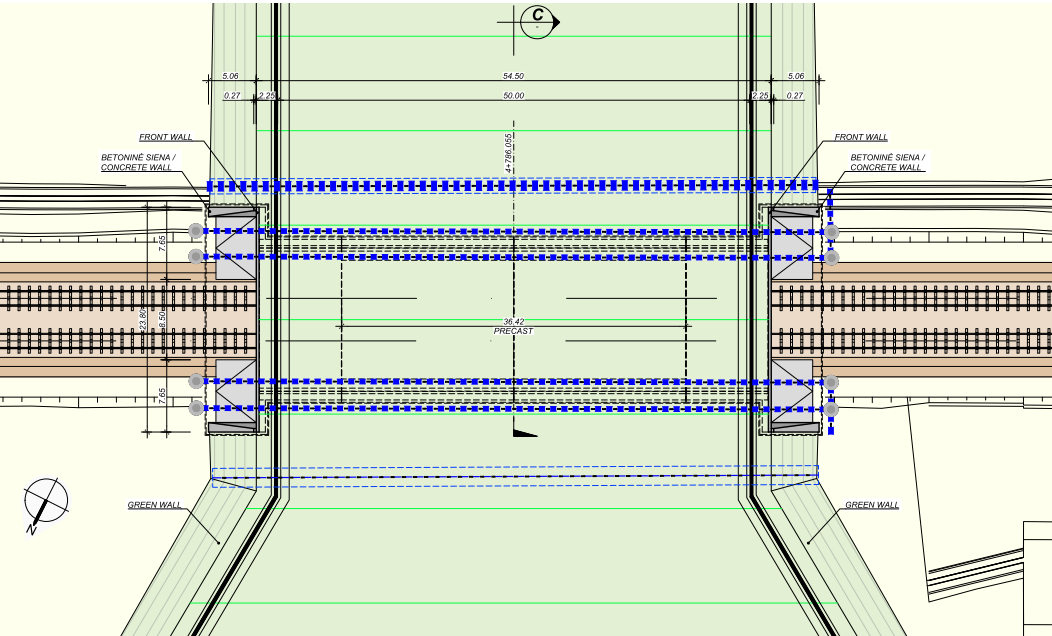 C
-
5.06
54.50
5.06
0.27
2.25
50.00
2.25
0.27
FRONT WALL
FRONT WALL
BETONINĖ SIENA /
CONCRETE WALL
BETONINĖ SIENA /
CONCRETE WALL
4+786.055
7.65
23.80
8.50
7.65
36.42
PRECAST
GREEN WALL
GREEN WALL
N